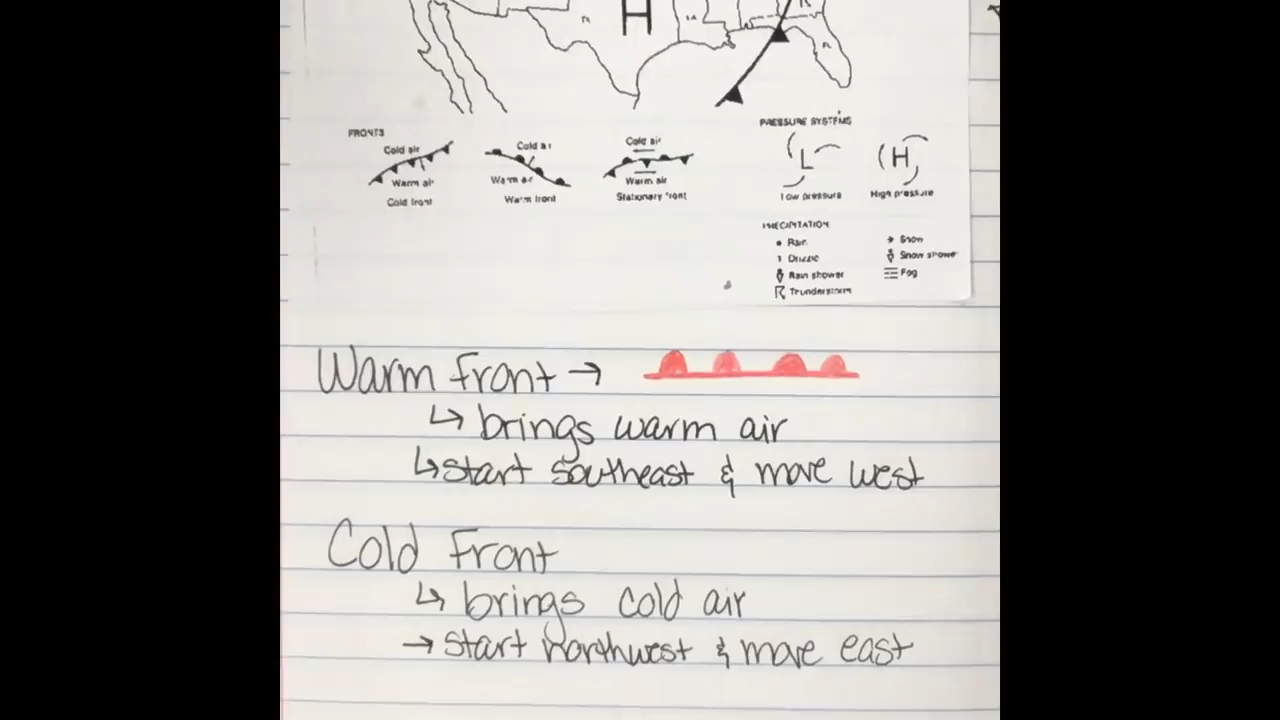 H
FRONTS
Cold air
Warm air
Cold front
Cold air
Warm air
Warm front
Cold air
Warm air
Stationary front
PRESSURE SYSTEMS
L
Low pressure
H
High pressure
PRECIPITATION
Rain
Drizzle
Rain shower
Thunderstorm
Snow
Snow shower
Fog
Warm front →
↳ brings warm air
↳ start southeast & move west
Cold Front
↳ brings cold air
→ start northwest & move east